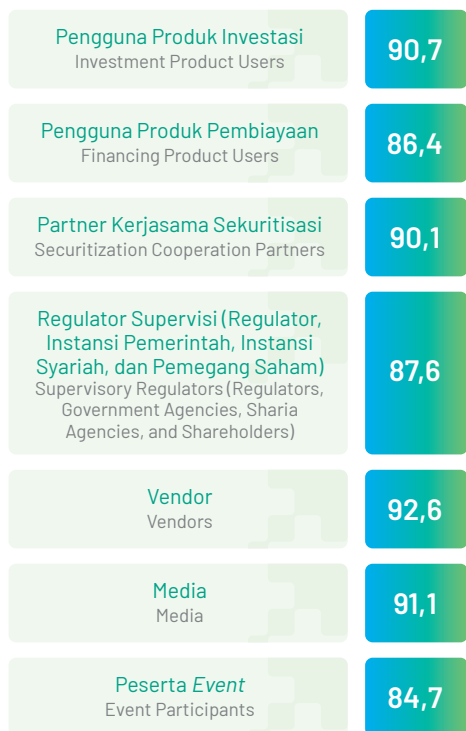 Pengguna Produk Investasi
Investment Product Users
90,7
Pengguna Produk Pembiayaan
Financing Product Users
86,4
Partner Kerjasama Sekuritisasi
Securitization Cooperation Partners
90,1
Regulator Supervisi (Regulator,
Instansi Pemerintah, Instansi
Syariah, dan Pemegang Saham)
Supervisory Regulators (Regulators,
Government Agencies, Sharia
Agencies, and Shareholders)
87,6
Vendor
Vendors
92,6
Media
Media
91,1
Peserta Event
Event Participants
84,7